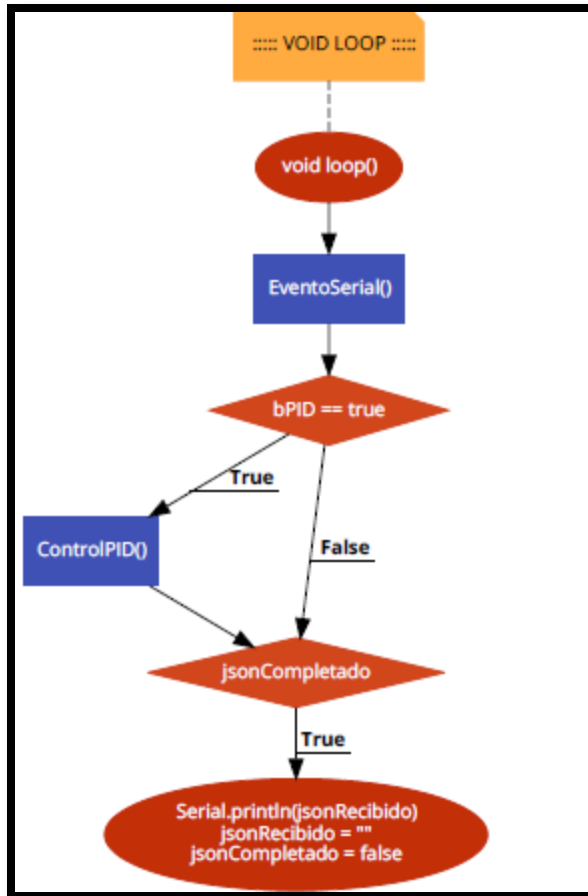 ::::: VOID LOOP :::::
void loop()
EventoSerial()
bPID == true
True
ControlPID()
False
jsonCompletado
True
Serial.println(jsonRecibido)
jsonRecibido = ""
jsonCompletado = false